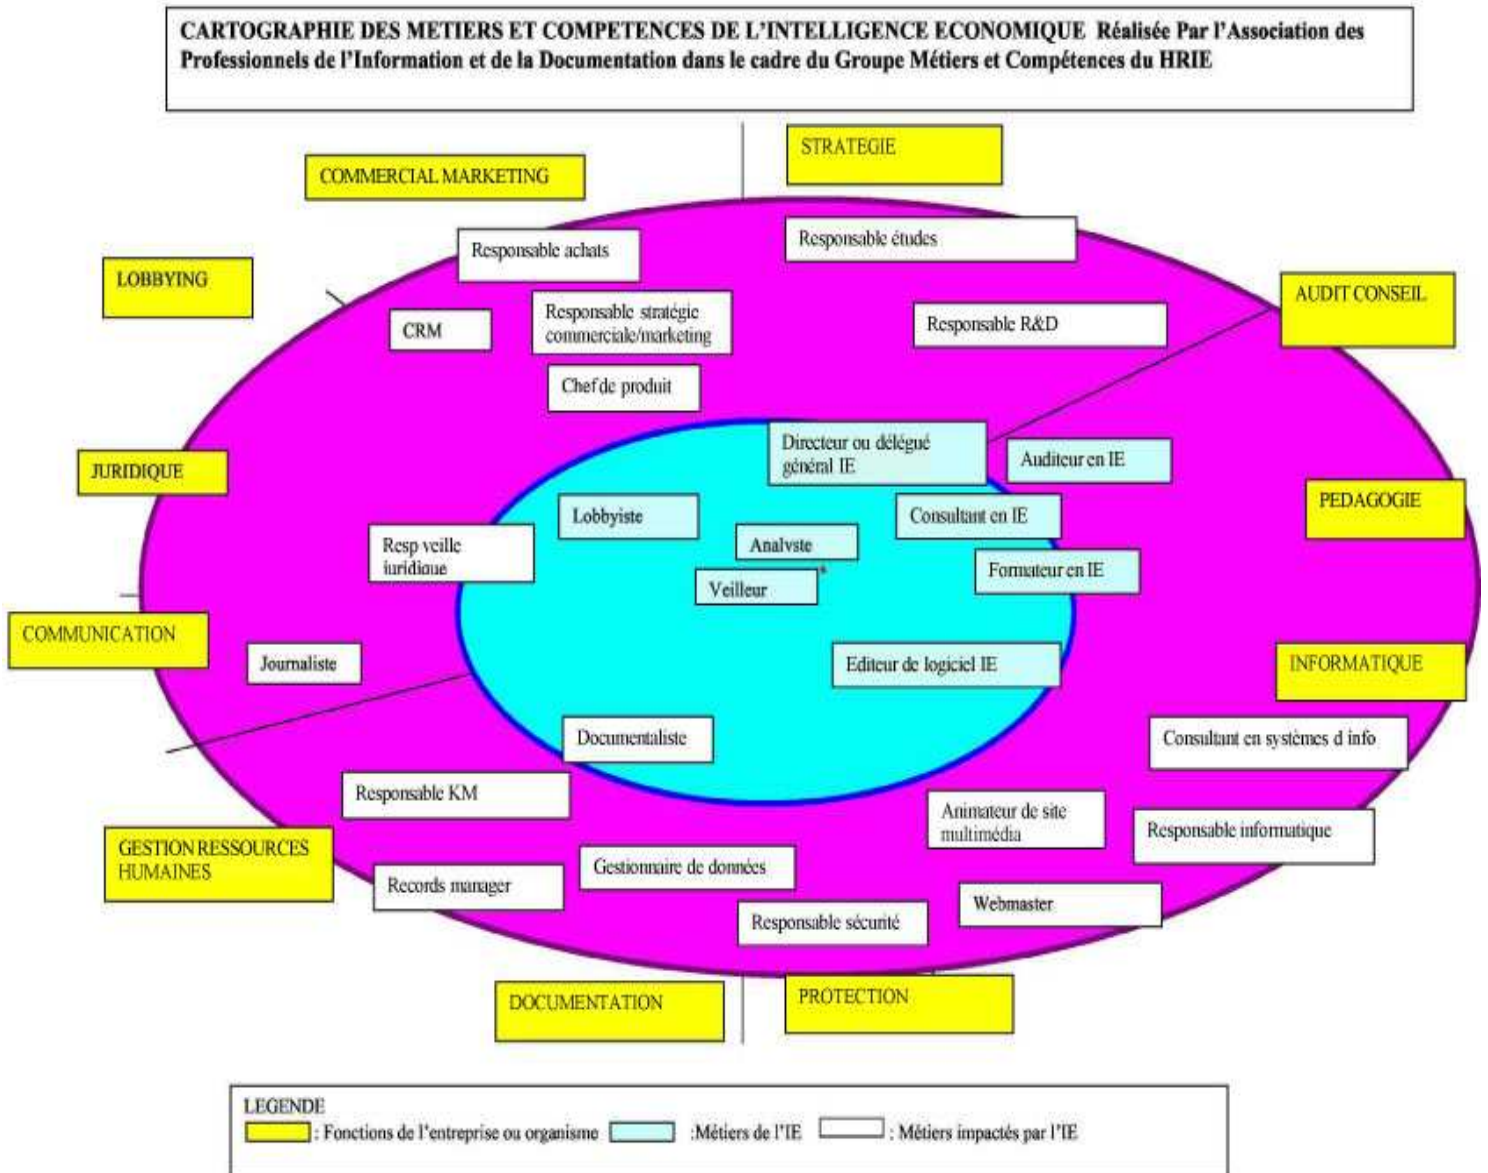 CARTOGRAPHIE DES METIERS ET COMPETENCES DE L'INTELLIGENCE ECONOMIQUE Réalisée Par l'Association des
Professionnels de l'Information et de la Documentation dans le cadre du Groupe Métiers et Compétences du HRIE
STRATEGIE
COMMERCIAL MARKETING
Responsable achats
Responsable études
LOBBYING
AUDIT CONSEIL
CRM
Responsable stratégie
commerciale/marketing
Responsable R&D
Chef de produit
Directeur ou délégué
général IE
Auditeur en IE
JURIDIQUE
PEDAGOGIE
Lobbyiste
Consultant en IE
Resp veille
juridique
Analyste
*
Formateur en IE
Veilleur
COMMUNICATION
Journaliste
Editeur de logiciel IE
INFORMATIQUE
Documentaliste
Consultant en systèmes d info
Responsable KM
Animateur de site
multimédia
Responsable informatique
GESTION RESSOURCES
HUMAINES
Gestionnaire de données
Records manager
Responsable sécurité
Webmaster
DOCUMENTATION
PROTECTION
LEGENDE
: Fonctions de l'entreprise ou organisme :Métiers de l'IE : Métiers impactés par l'IE